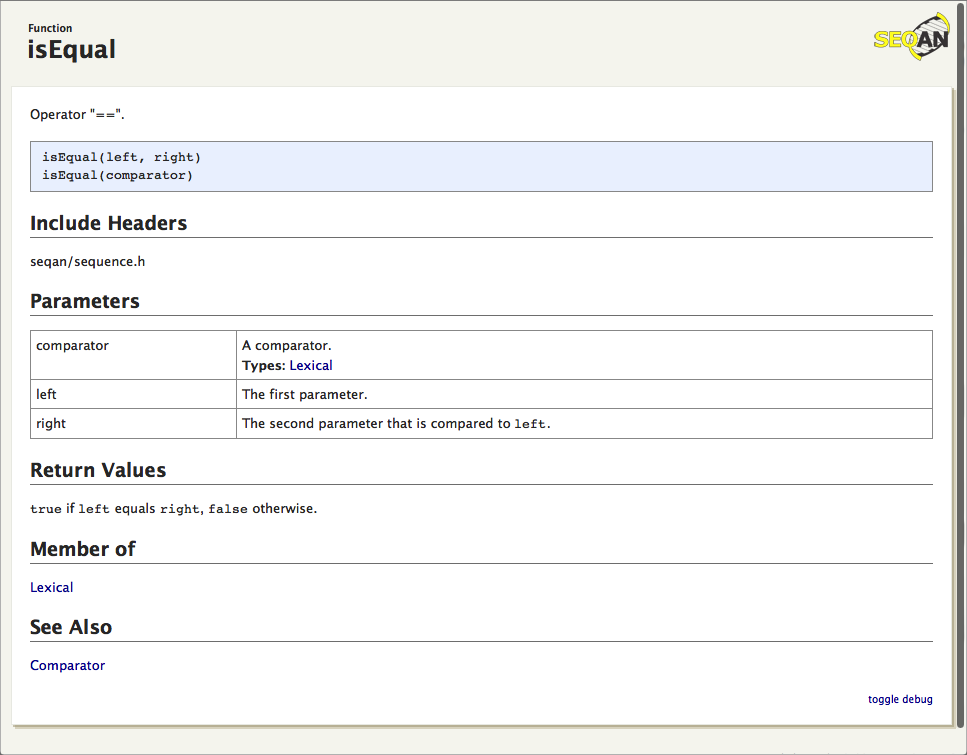 Function
isEqual
SEQAN
Operator "==".
isEqual(left, right)
isEqual(comparator)
Include Headers
seqan/sequence.h
Parameters
comparator
A comparator.
Types: Lexical
left
The first parameter.
right
The second parameter that is compared to left.
Return Values
true if left equals right, false otherwise.
Member of
Lexical
See Also
Comparator
toggle debug